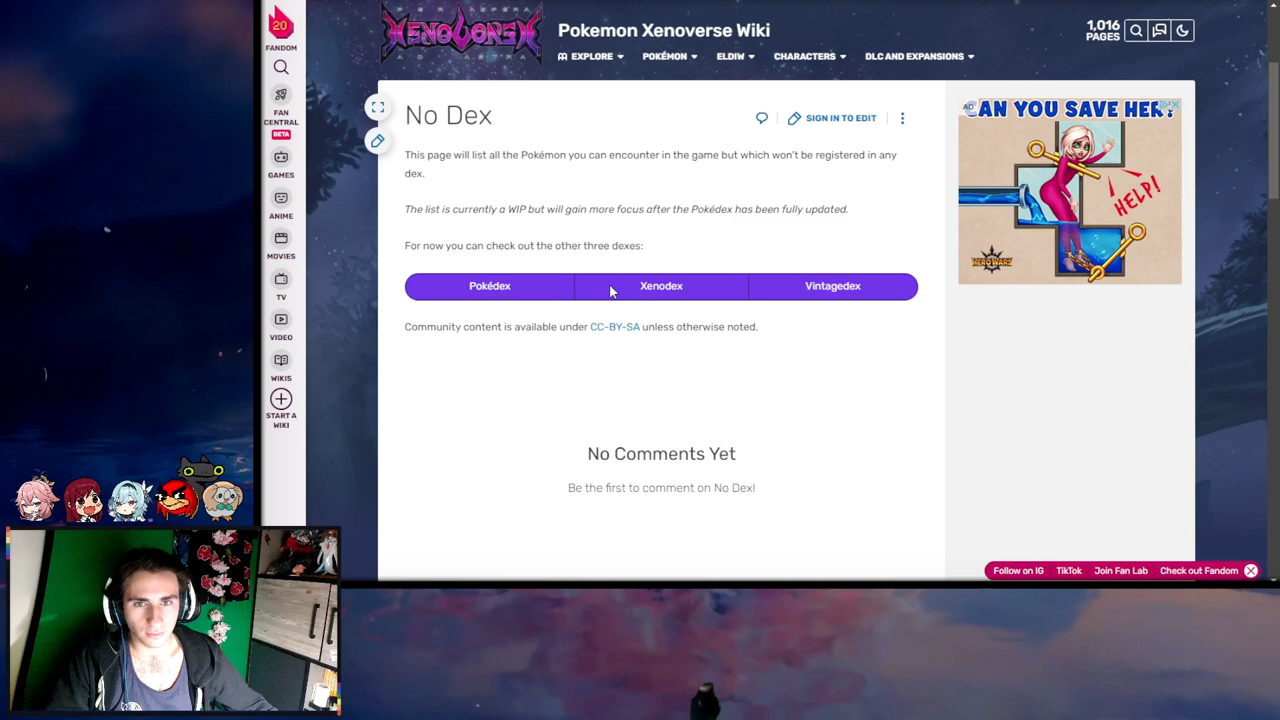 20
FANDOM
FAN
CENTRAL
BETA
GAMES
ANIME
MOVIES
TV
VIDEO
WIKIS
START A
WIKI
XENOVERSE
Pokemon Xenoverse Wiki
EXPLORE
POKÉMON
ELDIW
CHARACTERS
DLC AND EXPANSIONS
1,016
PAGES
No Dex
SIGN IN TO EDIT
This page will list all the Pokémon you can encounter in the game but which won't be registered in any
dex.
The list is currently a WIP but will gain more focus after the Pokédex has been fully updated.
For now you can check out the other three dexes:
Pokédex Xenodex Vintagedex
Community content is available under CC-BY-SA unless otherwise noted.
No Comments Yet
Be the first to comment on No Dex!
AD
CAN YOU SAVE HER?
HELP!
HERO WARS
Follow on IG TikTok Join Fan Lab Check out Fandom